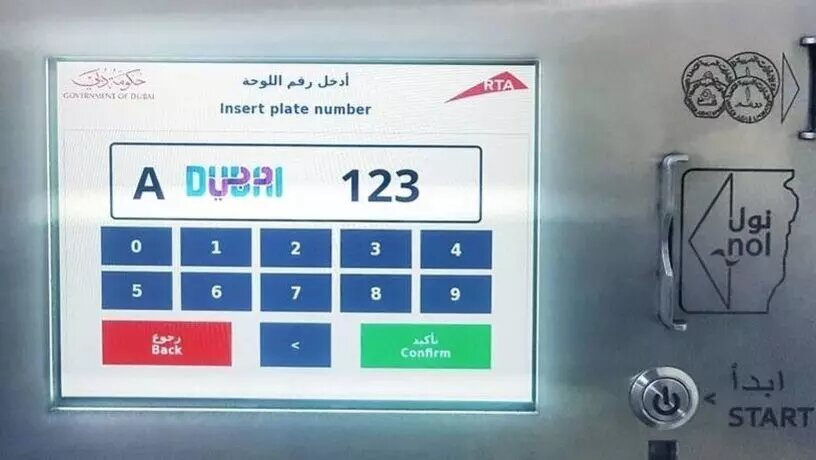 حكومة دبي
GOVERNMENT OF DUBAI
أدخل رقم اللوحة
Insert plate number
RTA
A DUBAI دبي 123
0 1 2 3 4
5 6 7 8 9
رجوع
Back
<
تأكيد
Confirm
نول
nol
ابدأ
< START